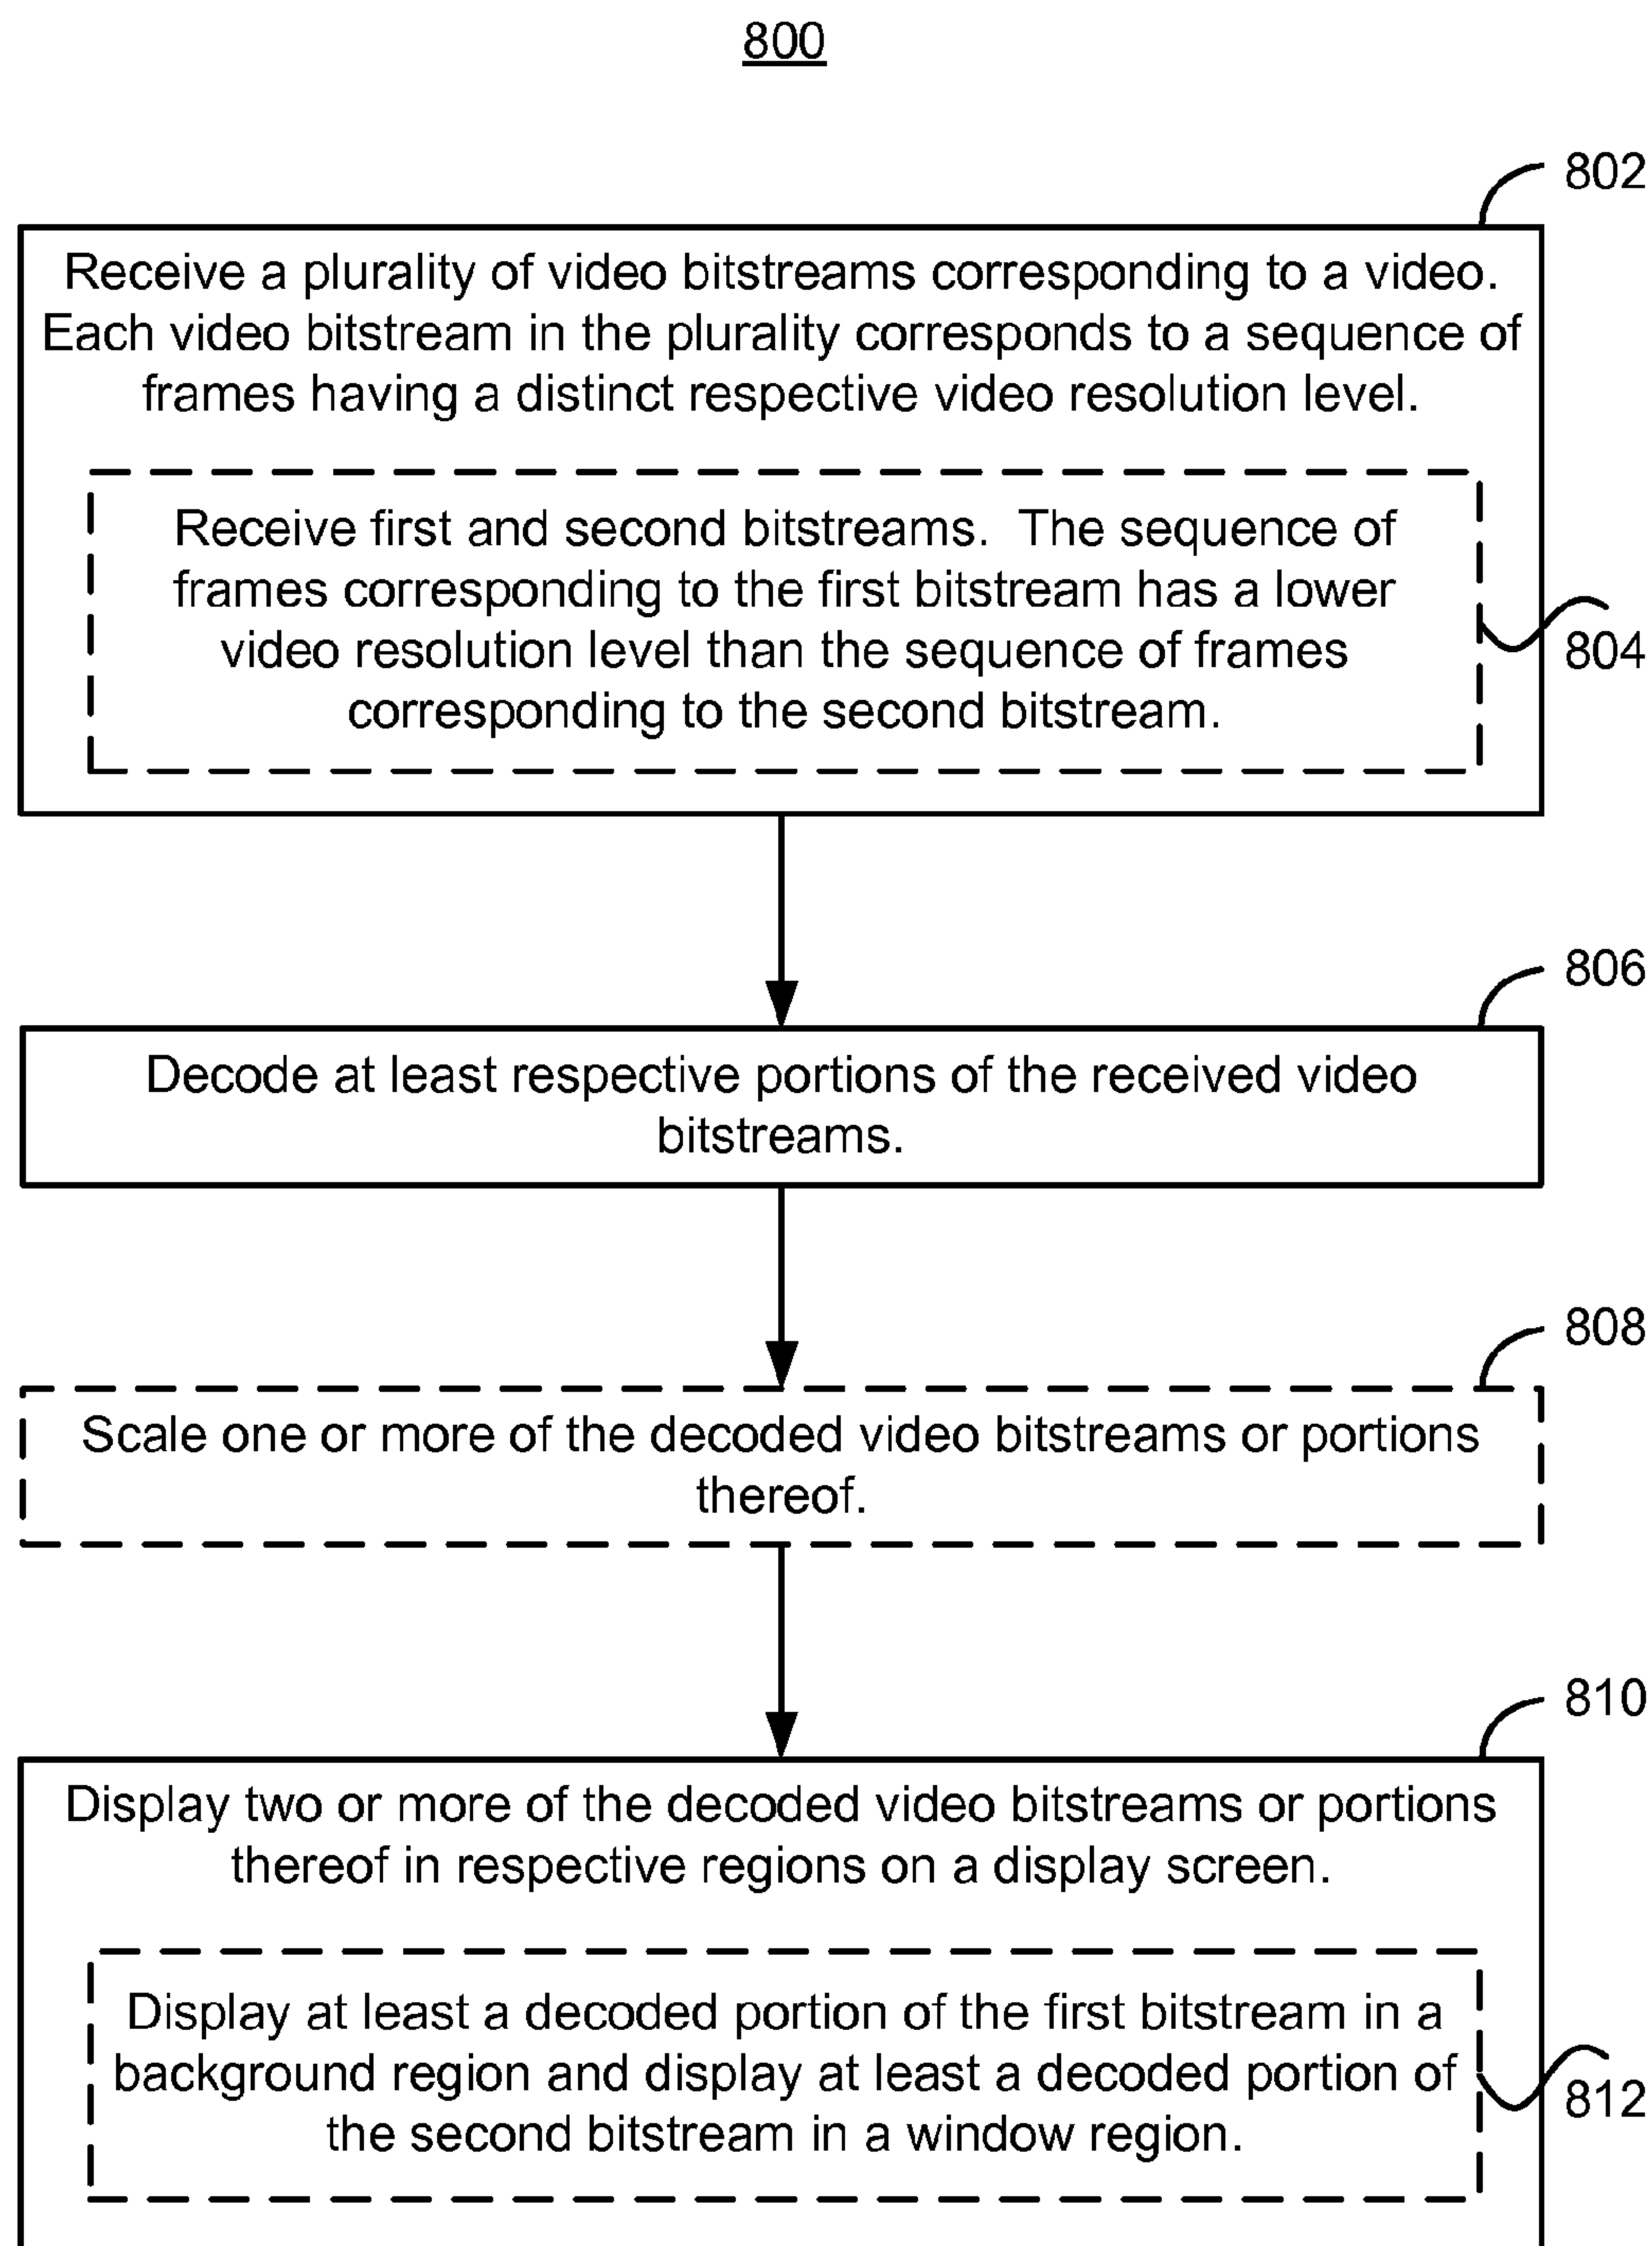 800
802
Receive a plurality of video bitstreams corresponding to a video.
Each video bitstream in the plurality corresponds to a sequence of
frames having a distinct respective video resolution level.
Receive first and second bitstreams. The sequence of
frames corresponding to the first bitstream has a lower
video resolution level than the sequence of frames
corresponding to the second bitstream.
804
806
Decode at least respective portions of the received video
bitstreams.
808
Scale one or more of the decoded video bitstreams or portions
thereof.
810
Display two or more of the decoded video bitstreams or portions
thereof in respective regions on a display screen.
Display at least a decoded portion of the first bitstream in a
background region and display at least a decoded portion of
the second bitstream in a window region.
812